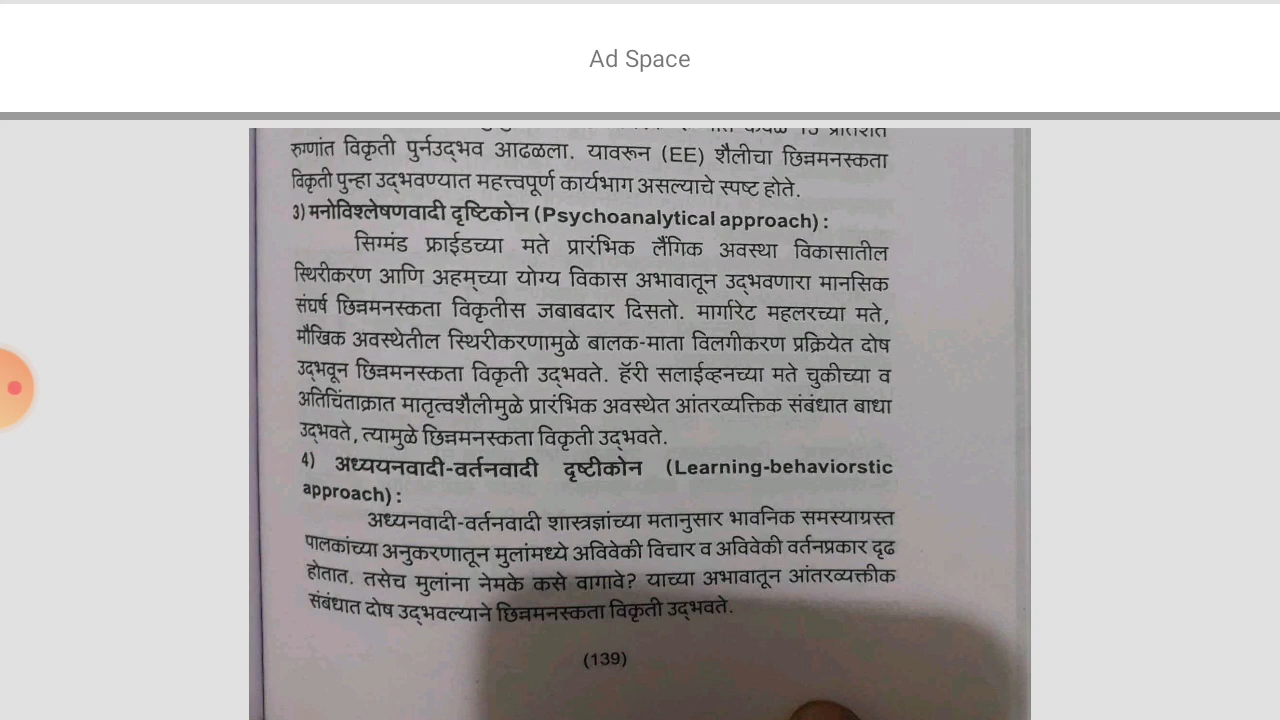 Ad Space
रुग्णांत विकृती पुर्नउद्‌भव आढळला. यावरून (EE) शैलीचा छिन्नमनस्कता
विकृती पुन्हा उद्‌भवण्यात महत्त्वपूर्ण कार्यभाग असल्याचे स्पष्ट होते.
3) मनोविश्लेषणवादी दृष्टिकोन (Psychoanalytical approach) :
सिग्मंड फ्राईडच्या मते प्रारंभिक लैंगिक अवस्था विकासातील
स्थिरीकरण आणि अहम्‌च्या योग्य विकास अभावातून उद्‌भवणारा मानसिक
संघर्ष छिन्नमनस्कता विकृतीस जबाबदार दिसतो. मार्गारेट महलरच्या मते,
मौखिक अवस्थेतील स्थिरीकरणामुळे बालक-माता विलगीकरण प्रक्रियेत दोष
उद्‌भवून छिन्नमनस्कता विकृती उद्‌भवते. हॅरी सलाईव्हनच्या मते चुकीच्या व
अतिचिंताक्रात मातृत्वशैलीमुळे प्रारंभिक अवस्थेत आंतरव्यक्तिक संबंधात बाधा
उद्‌भवते, त्यामुळे छिन्नमनस्कता विकृती उद्‌भवते.
4) अध्ययनवादी-वर्तनवादी दृष्टीकोन (Learning-behaviorstic
approach) :
अध्यनवादी-वर्तनवादी शास्त्रज्ञांच्या मतानुसार भावनिक समस्याग्रस्त
पालकांच्या अनुकरणातून मुलांमध्ये अविवेकी विचार व अविवेकी वर्तनप्रकार दृढ
होतात. तसेच मुलांना नेमके कसे वागावे? याच्या अभावातून आंतरव्यक्तीक
संबंधात दोष उद्‌भवल्याने छिन्नमनस्कता विकृती उद्‌भवते.
(139)